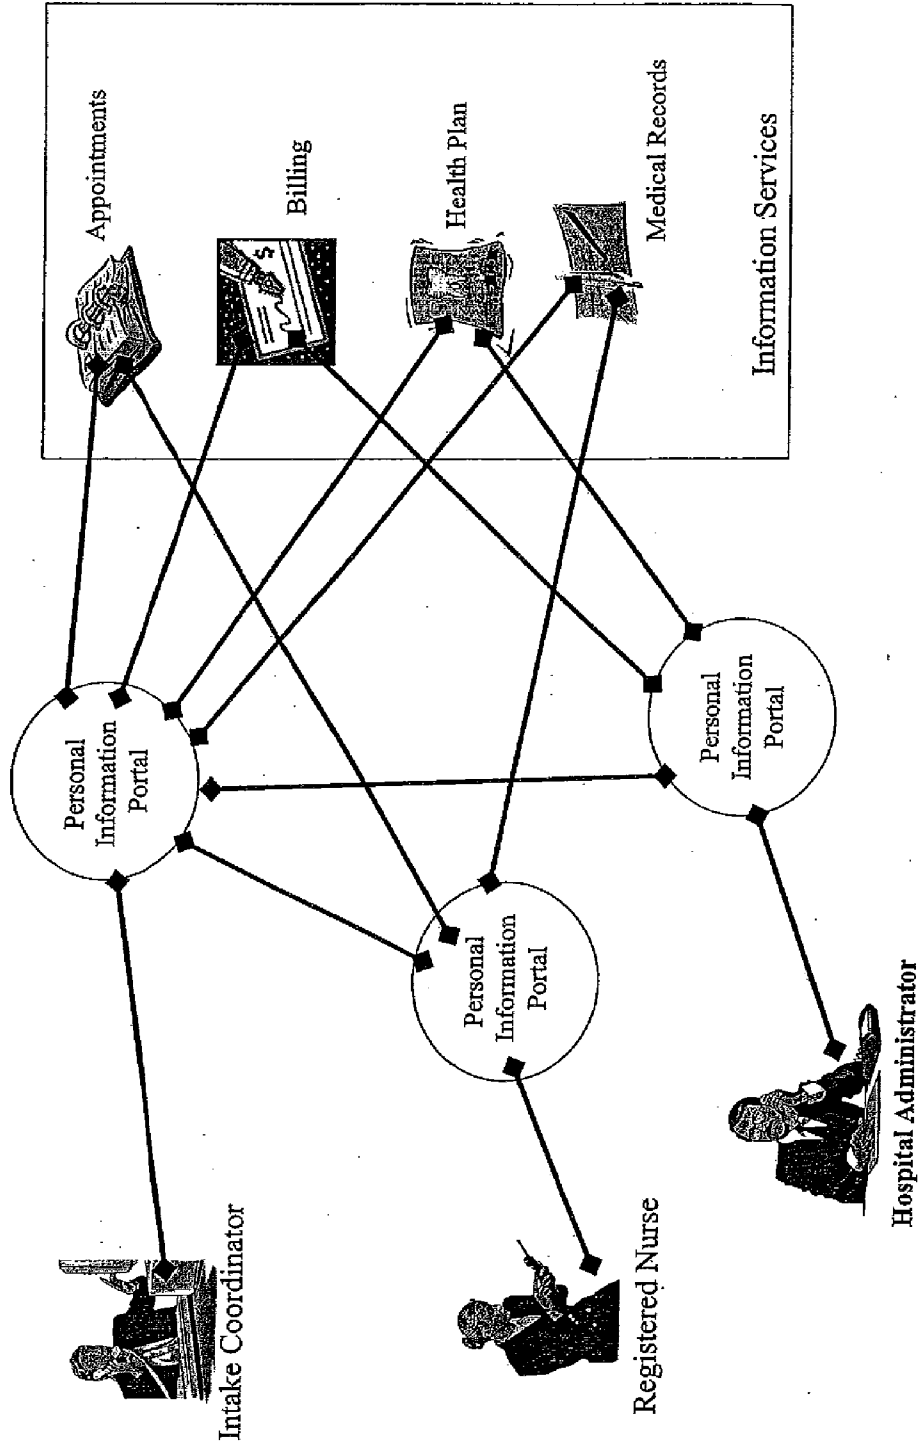 Intake Coordinator
Registered Nurse
Hospital Administrator
Personal
Information
Portal
Personal
Information
Portal
Personal
Information
Portal
Appointments
Billing
$
Health Plan
Medical Records
Information Services